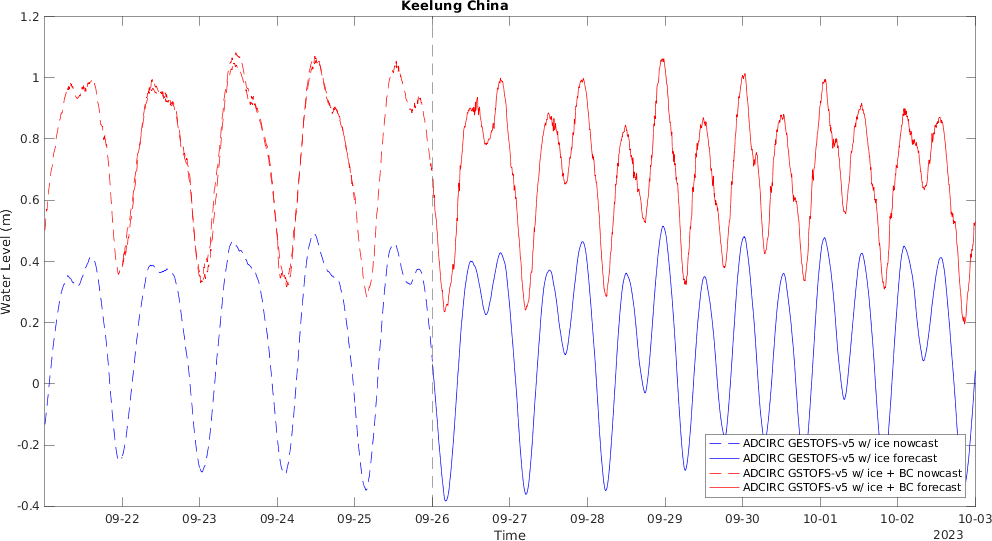 Keelung China
1.2
1
0.8
0.6
0.4
0.2
0
-0.2
-0.4
Water Level (m)
ADCIRC GESTOFS-v5 w/ ice nowcast
ADCIRC GESTOFS-v5 w/ ice forecast
ADCIRC GSTOFS-v5 w/ ice + BC nowcast
ADCIRC GSTOFS-v5 w/ ice + BC forecast
09-22 09-23 09-24 09-25 09-26 09-27 09-28 09-29 09-30 10-01 10-02 10-03
Time
2023